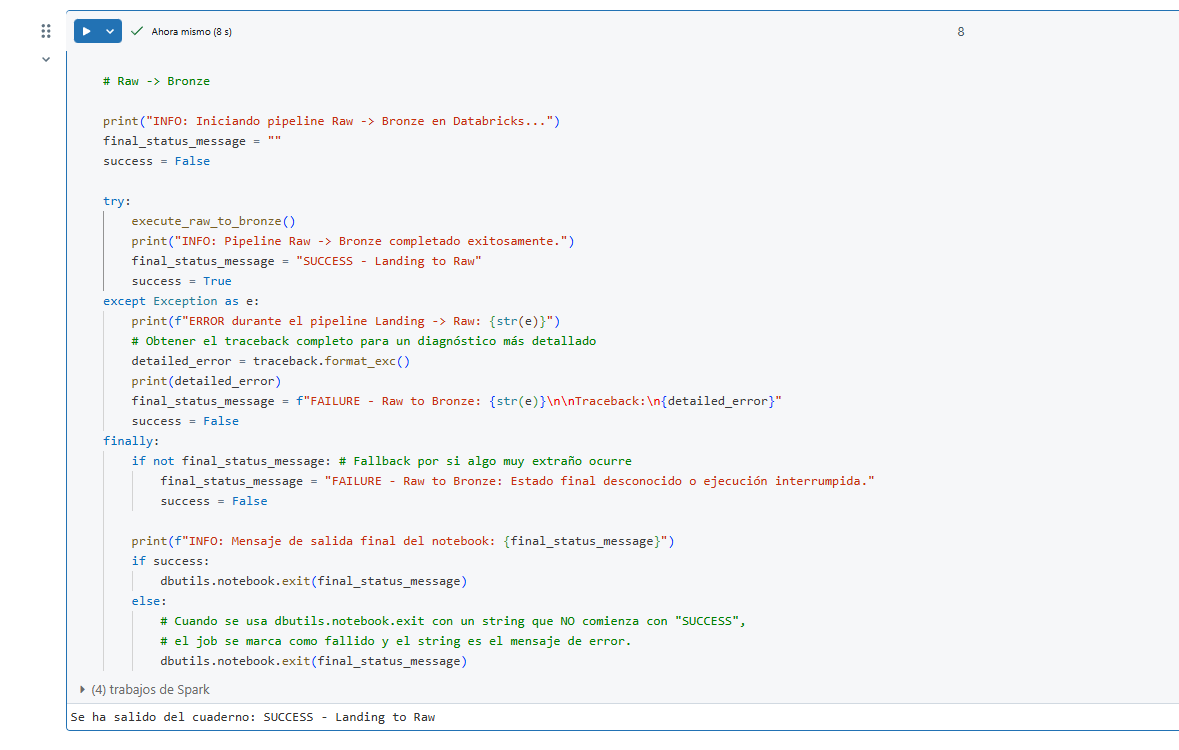 Ahora mismo (8 s)
8
# Raw -> Bronze
print("INFO: Iniciando pipeline Raw -> Bronze en Databricks...")
final_status_message = ""
success = False
try:
    execute_raw_to_bronze()
    print("INFO: Pipeline Raw -> Bronze completado exitosamente.")
    final_status_message = "SUCCESS - Landing to Raw"
    success = True
except Exception as e:
    print(f"ERROR durante el pipeline Landing -> Raw: {str(e)}")
    # Obtener el traceback completo para un diagnóstico más detallado
    detailed_error = traceback.format_exc()
    print(detailed_error)
    final_status_message = f"FAILURE - Raw to Bronze: {str(e)}\n\nTraceback:\n{detailed_error}"
    success = False
finally:
    if not final_status_message: # Fallback por si algo muy extraño ocurre
        final_status_message = "FAILURE - Raw to Bronze: Estado final desconocido o ejecución interrumpida."
        success = False
    print(f"INFO: Mensaje de salida final del notebook: {final_status_message}")
    if success:
        dbutils.notebook.exit(final_status_message)
    else:
        # Cuando se usa dbutils.notebook.exit con un string que NO comienza con "SUCCESS",
        # el job se marca como fallido y el string es el mensaje de error.
        dbutils.notebook.exit(final_status_message)
(4) trabajos de Spark
Se ha salido del cuaderno: SUCCESS - Landing to Raw